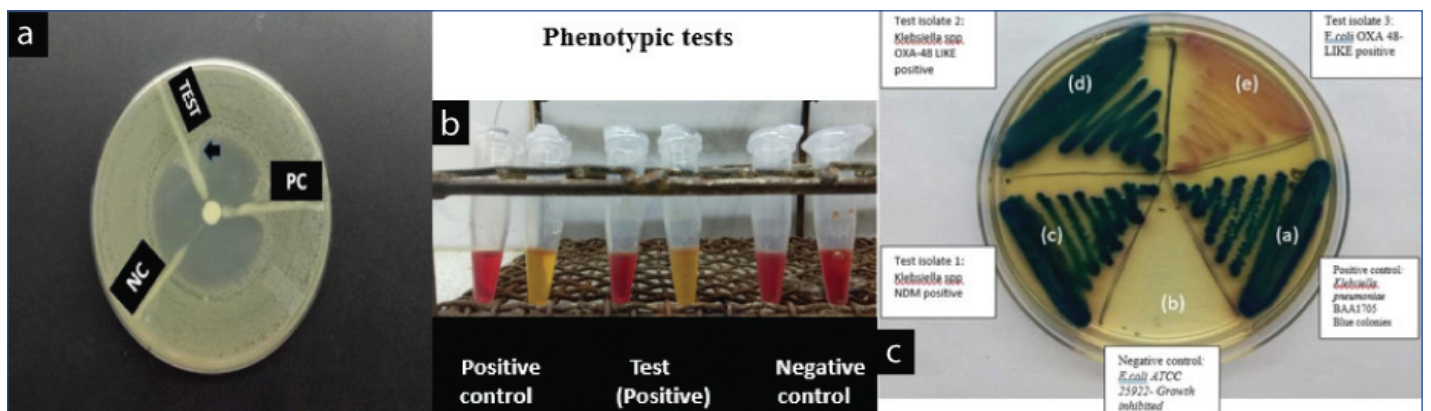 a
TEST
PC
NC
Phenotypic tests
b
Positive
control
Test
(Positive)
Negative
control
Test isolate 2:
Klebsiella spp
OXA-48 LIKE
positive
Test isolate 3:
E.coli OXA 48-
LIKE positive
(d)
(e)
(c)
(a)
(b)
Test isolate 1:
Klebsiella spp
NDM positive
Positive control:
Klebsiella
pneumoniae
BAA1705
Blue colonies
c
Negative control:
E.coli ATCC
25922- Growth
inhibited